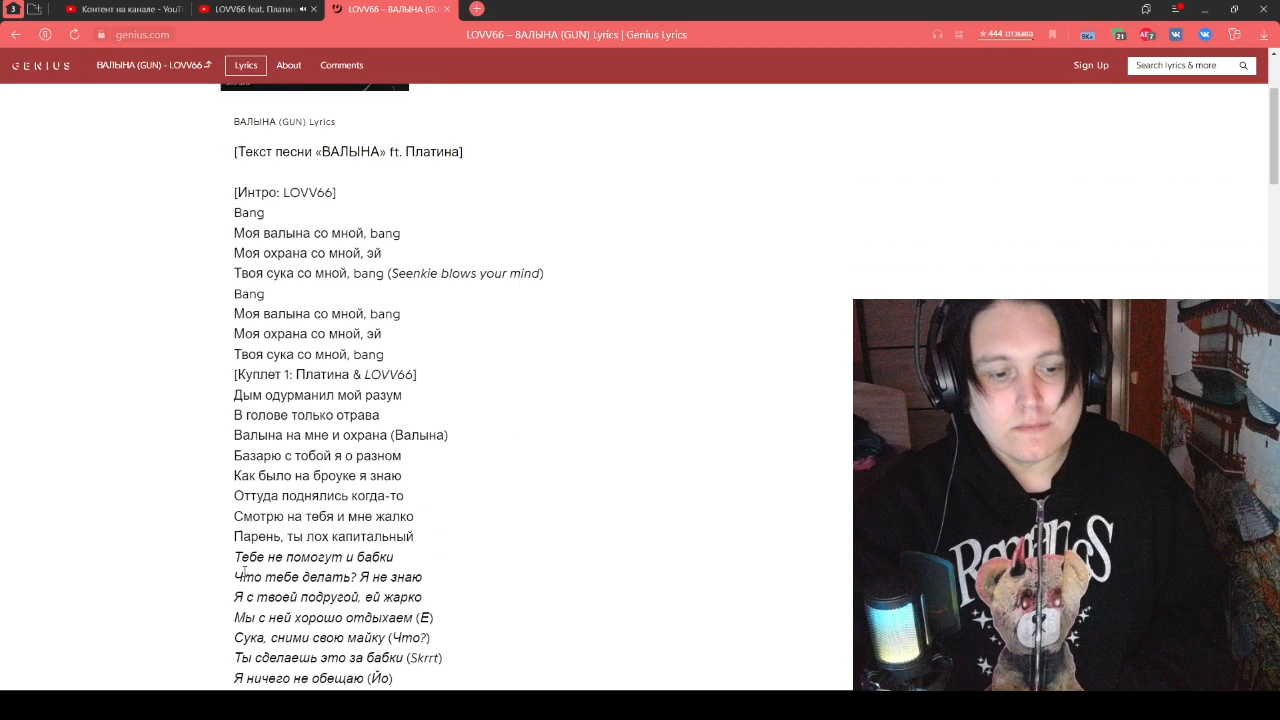 3
Контент на канале - YouT
LOVV66 feat. Платин
LOVV66 – ВАЛЫНА (GU
genius.com
LOVV66 – ВАЛЫНА (GUN) Lyrics | Genius Lyrics
444 отзыва
9K+
21
7
GENIUS
ВАЛЫНА (GUN) - LOVV66
Lyrics
About
Comments
Sign Up
Search lyrics & more
ВАЛЫНА (GUN) Lyrics
[Текст песни «ВАЛЫНА» ft. Платина]
[Интро: LOVV66]
Bang
Моя валына со мной, bang
Моя охрана со мной, эй
Твоя сука со мной, bang (Seenkie blows your mind)
Bang
Моя валына со мной, bang
Моя охрана со мной, эй
Твоя сука со мной, bang
[Куплет 1: Платина & LOVV66]
Дым одурманил мой разум
В голове только отрава
Валына на мне и охрана (Валына)
Базарю с тобой я о разном
Как было на броуке я знаю
Оттуда поднялись когда-то
Смотрю на тебя и мне жалко
Парень, ты лох капитальный
Тебе не помогут и бабки
Что тебе делать? Я не знаю
Я с твоей подругой, ей жарко
Мы с ней хорошо отдыхаем (Е)
Сука, сними свою майку (Что?)
Ты сделаешь это за бабки (Skrrt)
Я ничего не обещаю (Йо)